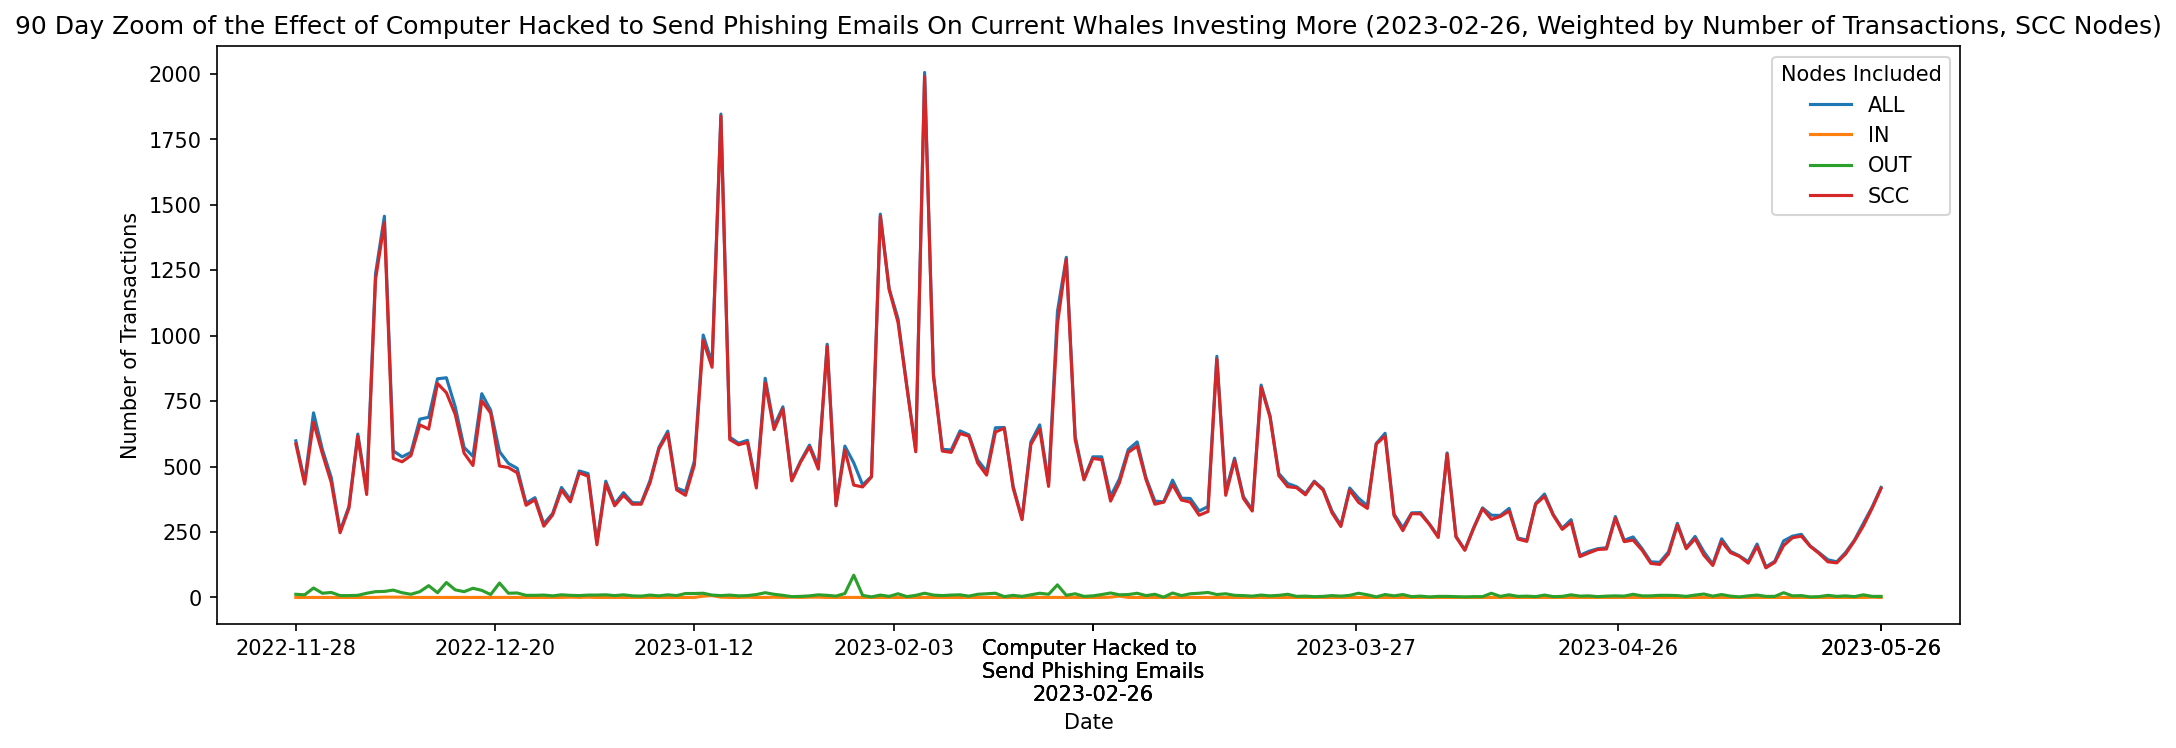 90 Day Zoom of the Effect of Computer Hacked to Send Phishing Emails On Current Whales Investing More (2023-02-26, Weighted by Number of Transactions, SCC Nodes)
Nodes Included
ALL
IN
OUT
SCC
Number of Transactions
2000
1750
1500
1250
1000
750
500
250
0
2022-11-28
2022-12-20
2023-01-12
2023-02-03
Computer Hacked to
Send Phishing Emails
2023-02-26
2023-03-27
2023-04-26
2023-05-26
Date